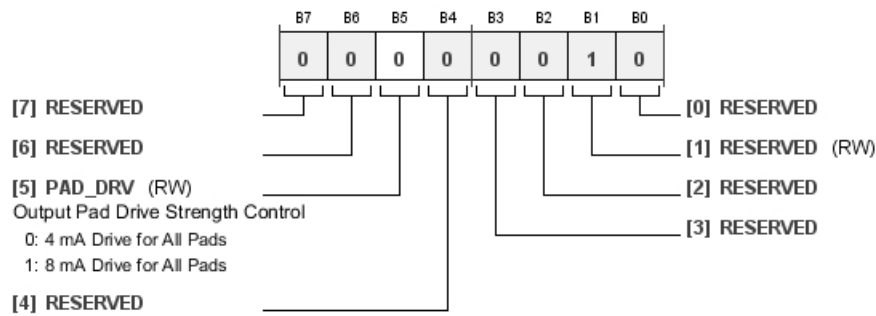 B7 B6 B5 B4 B3 B2 B1 B0
0 0 0 0 0 0 1 0
[7] RESERVED
[0] RESERVED
[6] RESERVED
[1] RESERVED (RW)
[5] PAD_DRV (RW)
[2] RESERVED
Output Pad Drive Strength Control
[3] RESERVED
0: 4 mA Drive for All Pads
1: 8 mA Drive for All Pads
[4] RESERVED